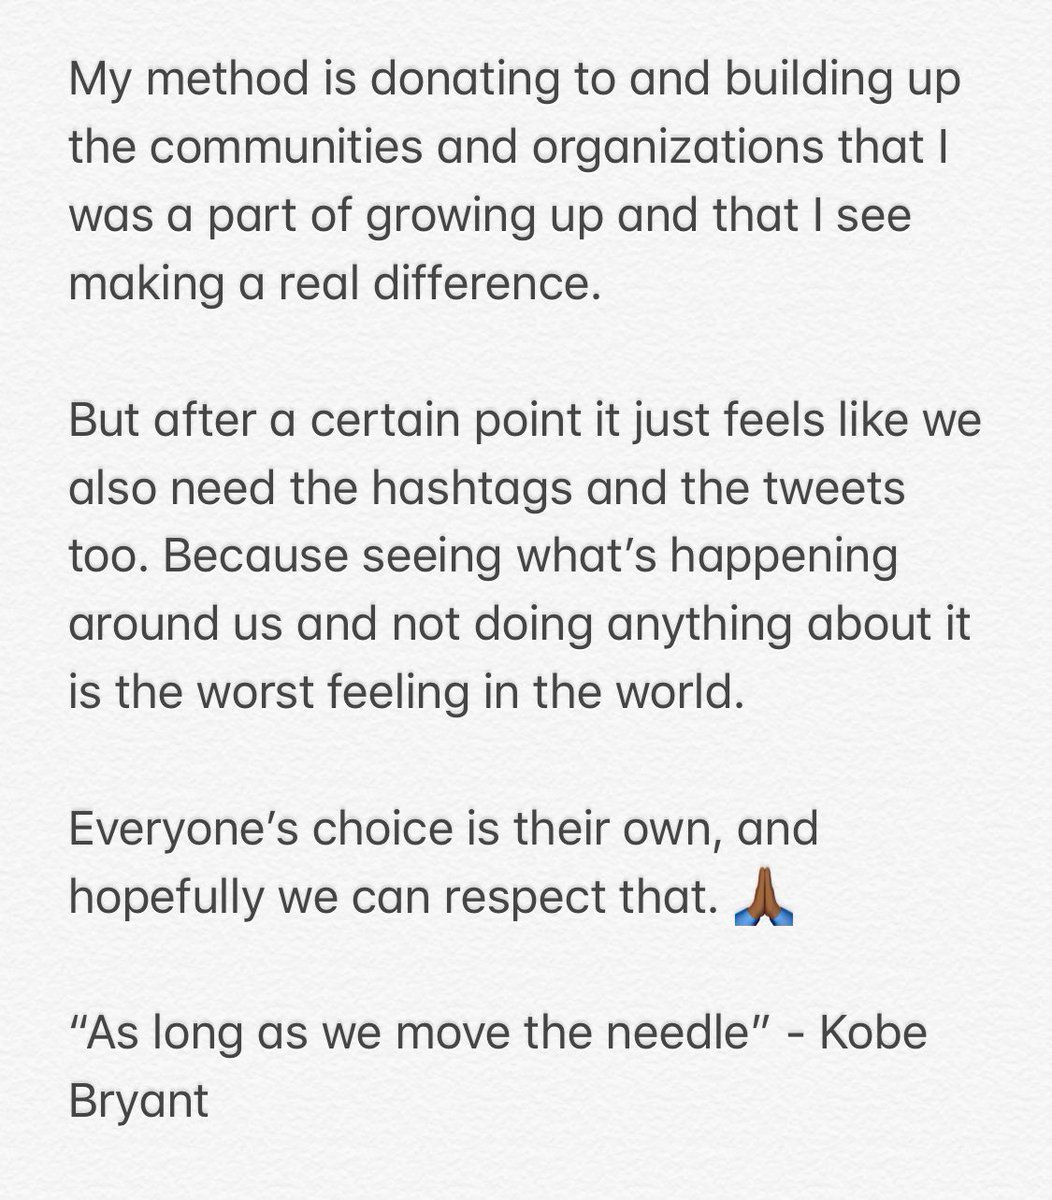 My method is donating to and building up
the communities and organizations that I
was a part of growing up and that I see
making a real difference.
But after a certain point it just feels like we
also need the hashtags and the tweets
too. Because seeing what’s happening
around us and not doing anything about it
is the worst feeling in the world.
Everyone’s choice is their own, and
hopefully we can respect that. 🙏🏾
“As long as we move the needle” - Kobe
Bryant